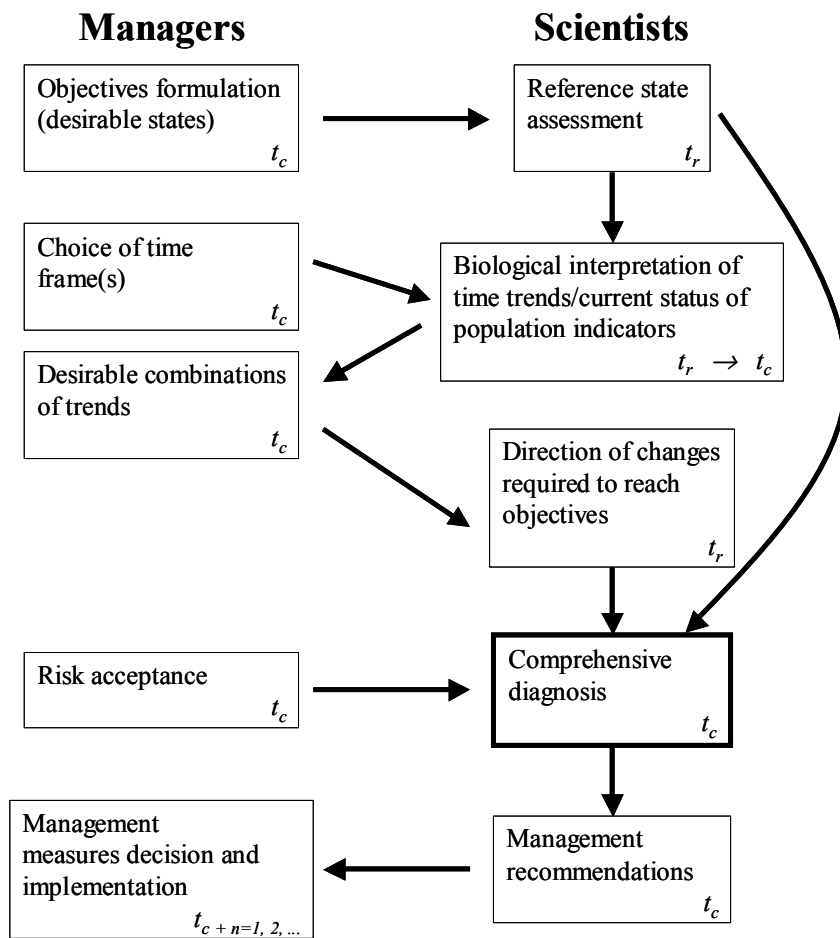 Managers
Scientists
Objectives formulation
(desirable states)
t_c
Reference state
assessment
t_r
Choice of time
frame(s)
t_c
Biological interpretation of
time trends/current status of
population indicators
t_r → t_c
Desirable combinations
of trends
t_c
Direction of changes
required to reach
objectives
t_r
Risk acceptance
t_c
Comprehensive
diagnosis
t_c
Management
measures decision and
implementation
t_c + n=1, 2, ...
Management
recommendations
t_c